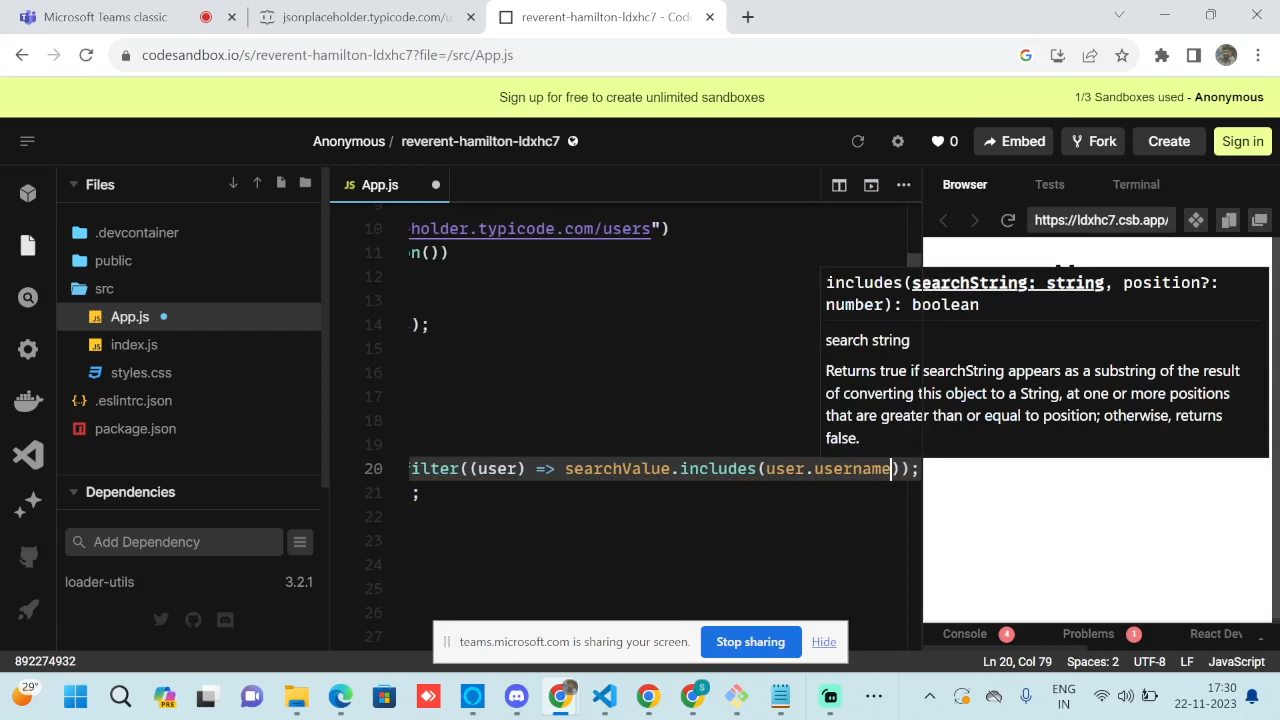 Microsoft Teams classic
jsonplaceholder.typicode.com/u
reverent-hamilton-ldxhc7 - Cod
codesandbox.io/s/reverent-hamilton-ldxhc7?file=/src/App.js
Sign up for free to create unlimited sandboxes
1/3 Sandboxes used - Anonymous
Anonymous / reverent-hamilton-ldxhc7
0
Embed
Fork
Create
Sign in
Files
JS App.js
Browser
Tests
Terminal
https://ldxhc7.csb.app/
.devcontainer
public
src
App.js
index.js
styles.css
.eslintrc.json
package.json
9
10 holder.typicode.com/users")
11 n())
12
13
14 );
15
16
17
18
19
20 ilter((user) => searchValue.includes(user.username));
21 ;
22
23
24
25
26
27
includes(searchString: string, position?:
number): boolean
search string
Returns true if searchString appears as a substring of the result
of converting this object to a String, at one or more positions
that are greater than or equal to position; otherwise, returns
false.
Dependencies
Add Dependency
loader-utils 3.2.1
teams.microsoft.com is sharing your screen.
Stop sharing
Hide
Console 4
Problems 1
React Dev
892274932
Ln 20, Col 79
Spaces: 2
UTF-8
LF
JavaScript
29°
PRE
S
ENG
IN
17:30
22-11-2023